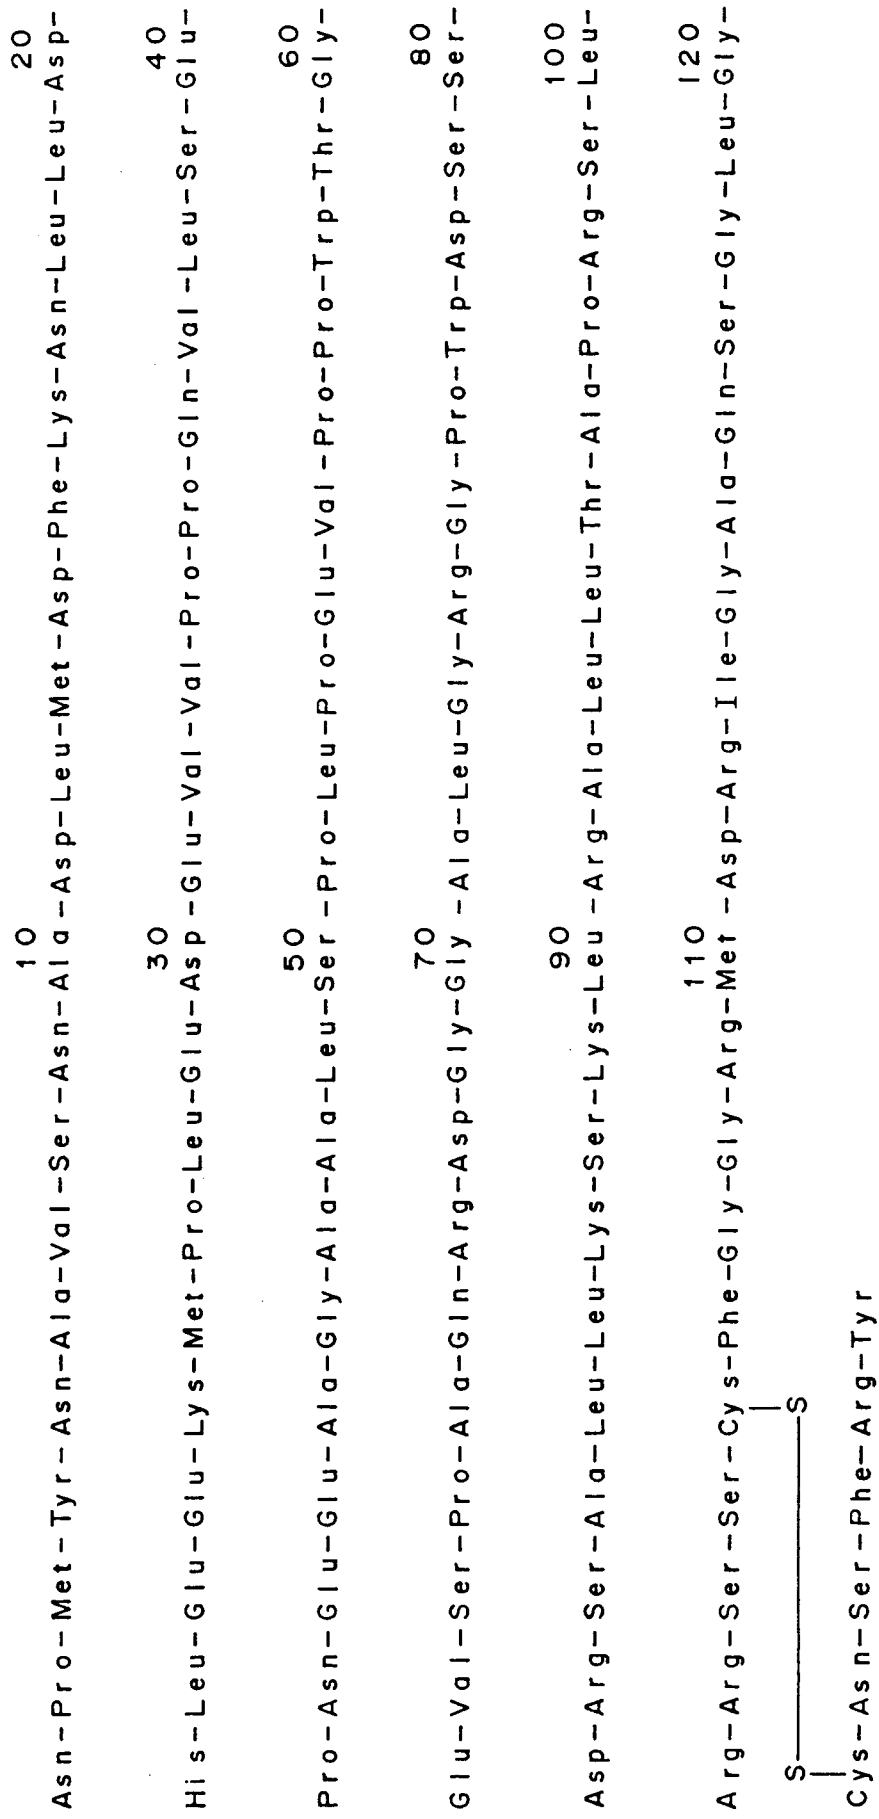 10 20
Asn-Pro-Met-Tyr-Asn-Ala-Val-Ser-Asn-Ala-Asp-Leu-Met-Asp-Phe-Lys-Asn-Leu-Leu-Asp-
30 40
His-Leu-Glu-Glu-Lys-Met-Pro-Leu-Glu-Asp-Glu-Val-Val-Pro-Pro-Gln-Val-Leu-Ser-Glu-
50 60
Pro-Asn-Glu-Glu-Ala-Gly-Ala-Ala-Leu-Ser-Pro-Leu-Pro-Glu-Val-Pro-Pro-Trp-Thr-Gly-
70 80
Glu-Val-Ser-Pro-Ala-Gln-Arg-Asp-Gly-Gly-Ala-Leu-Gly-Arg-Gly-Pro-Trp-Asp-Ser-Ser-
90 100
Asp-Arg-Ser-Ala-Leu-Leu-Lys-Ser-Lys-Leu-Arg-Ala-Leu-Leu-Thr-Ala-Pro-Arg-Ser-Leu-
110 120
Arg-Arg-Ser-Ser-Cys-Phe-Gly-Gly-Arg-Met-Asp-Arg-Ile-Gly-Ala-Gln-Ser-Gly-Leu-Gly-
S S
Cys-Asn-Ser-Phe-Arg-Tyr